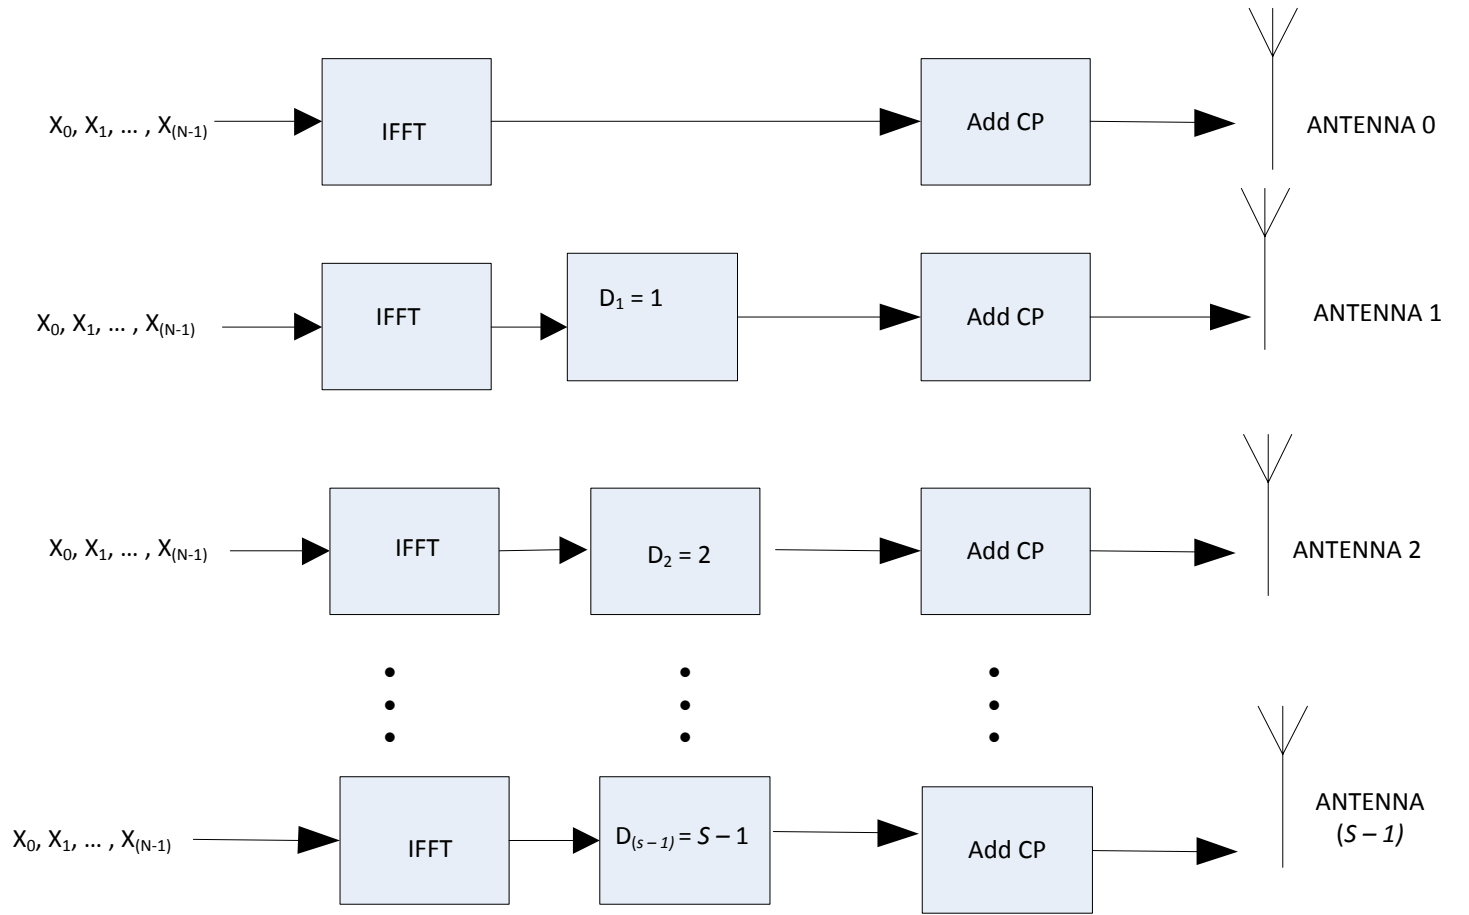 X₀, X₁, ... , X₍N-1₎
IFFT
Add CP
ANTENNA 0
X₀, X₁, ... , X₍N-1₎
IFFT
D₁ = 1
Add CP
ANTENNA 1
X₀, X₁, ... , X₍N-1₎
IFFT
D₂ = 2
Add CP
ANTENNA 2
X₀, X₁, ... , X₍N-1₎
IFFT
D₍s – 1₎ = S – 1
Add CP
ANTENNA
(S – 1)